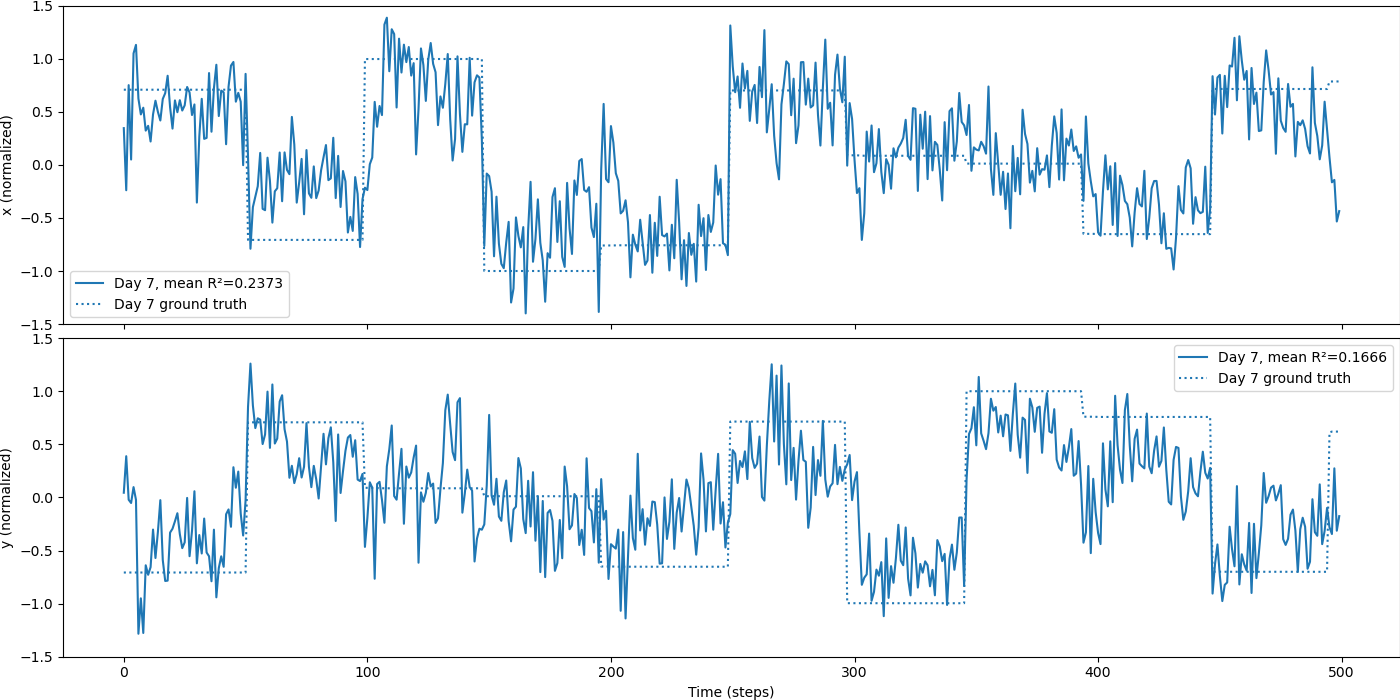 1.5
1.0
0.5
0.0
−0.5
−1.0
−1.5
x (normalized)
Day 7, mean R²=0.2373
Day 7 ground truth
1.5
1.0
0.5
0.0
−0.5
−1.0
−1.5
y (normalized)
Day 7, mean R²=0.1666
Day 7 ground truth
0 100 200 300 400 500
Time (steps)